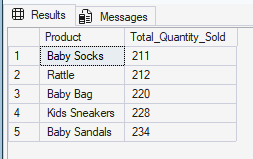 Results Messages
Product Total_Quantity_Sold
1 Baby Socks 211
2 Rattle 212
3 Baby Bag 220
4 Kids Sneakers 228
5 Baby Sandals 234